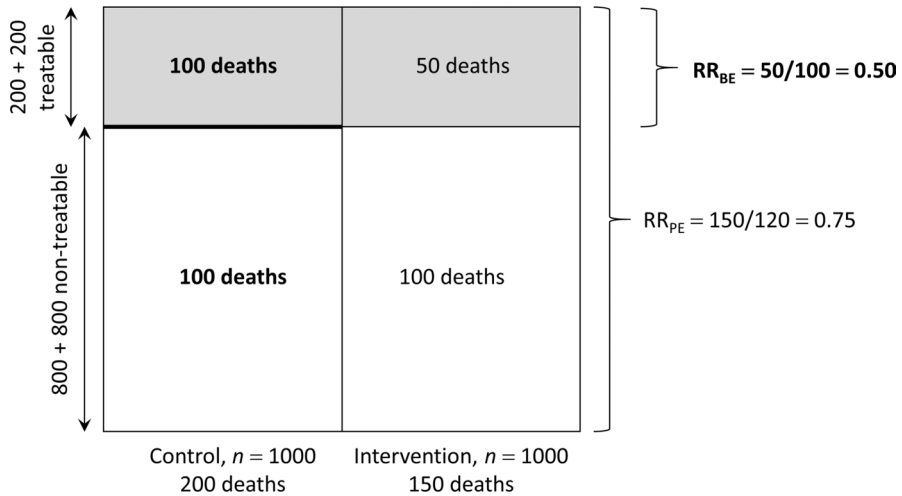 200 + 200
treatable
100 deaths
50 deaths
RR_BE = 50/100 = 0.50
800 + 800 non-treatable
RR_PE = 150/120 = 0.75
100 deaths
100 deaths
Control, n = 1000
200 deaths
Intervention, n = 1000
150 deaths